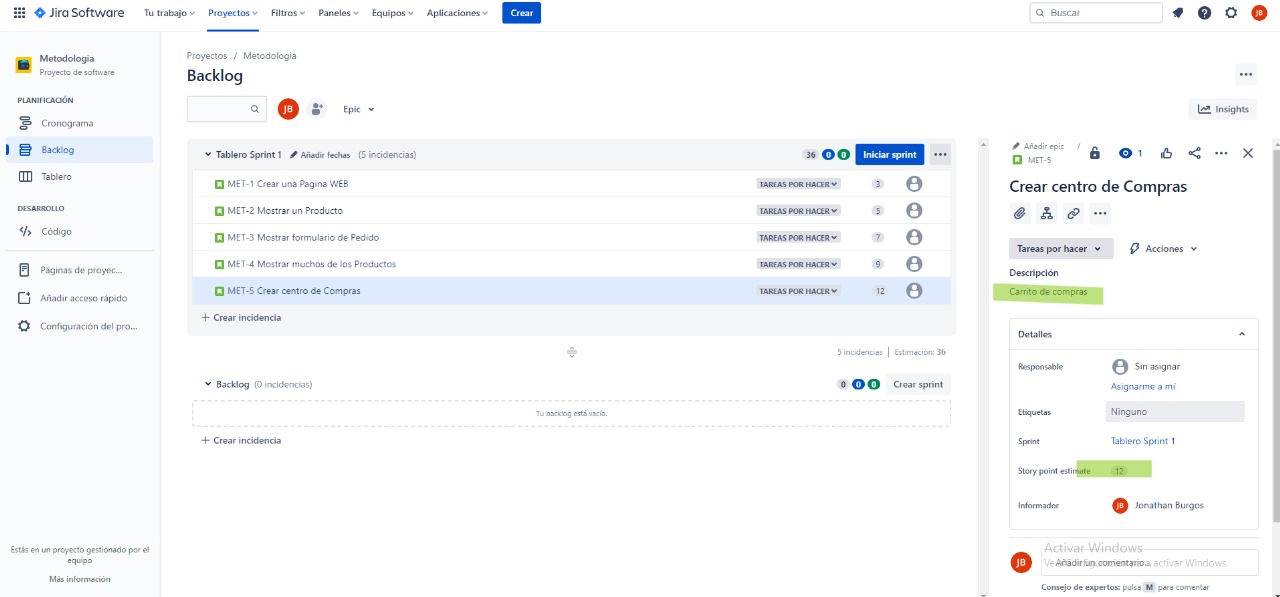 Jira Software Tu trabajo Proyectos Filtros Paneles Equipos Aplicaciones Crear Buscar JB
Metodologia
Proyecto de software
PLANIFICACIÓN
Cronograma
Backlog
Tablero
DESARROLLO
Código
Páginas de proyec...
Añadir acceso rápido
Configuración del pro...
Estás en un proyecto gestionado por el
equipo
Más información
Proyectos / Metodologia
Backlog
JB Epic Insights
Tablero Sprint 1 Añadir fechas (5 incidencias) 36 0 0 Iniciar sprint
MET-1 Crear una Pagina WEB TAREAS POR HACER 3
MET-2 Mostrar un Producto TAREAS POR HACER 5
MET-3 Mostrar formulario de Pedido TAREAS POR HACER 7
MET-4 Mostrar muchos de los Productos TAREAS POR HACER 9
MET-5 Crear centro de Compras TAREAS POR HACER 12
+ Crear incidencia
5 incidencias | Estimación: 36
Backlog (0 incidencias) 0 0 0 Crear sprint
Tu backlog está vacío.
+ Crear incidencia
Añadir epic / 1
MET-5
Crear centro de Compras
Tareas por hacer Acciones
Descripción
Carrito de compras
Detalles
Responsable Sin asignar
Asignarme a mí
Etiquetas Ninguno
Sprint Tablero Sprint 1
Story point estimate 12
Informador JB Jonathan Burgos
Activar Windows
JB Añadir un comentario... a activar Windows.
Consejo de expertos: pulsa M para comentar